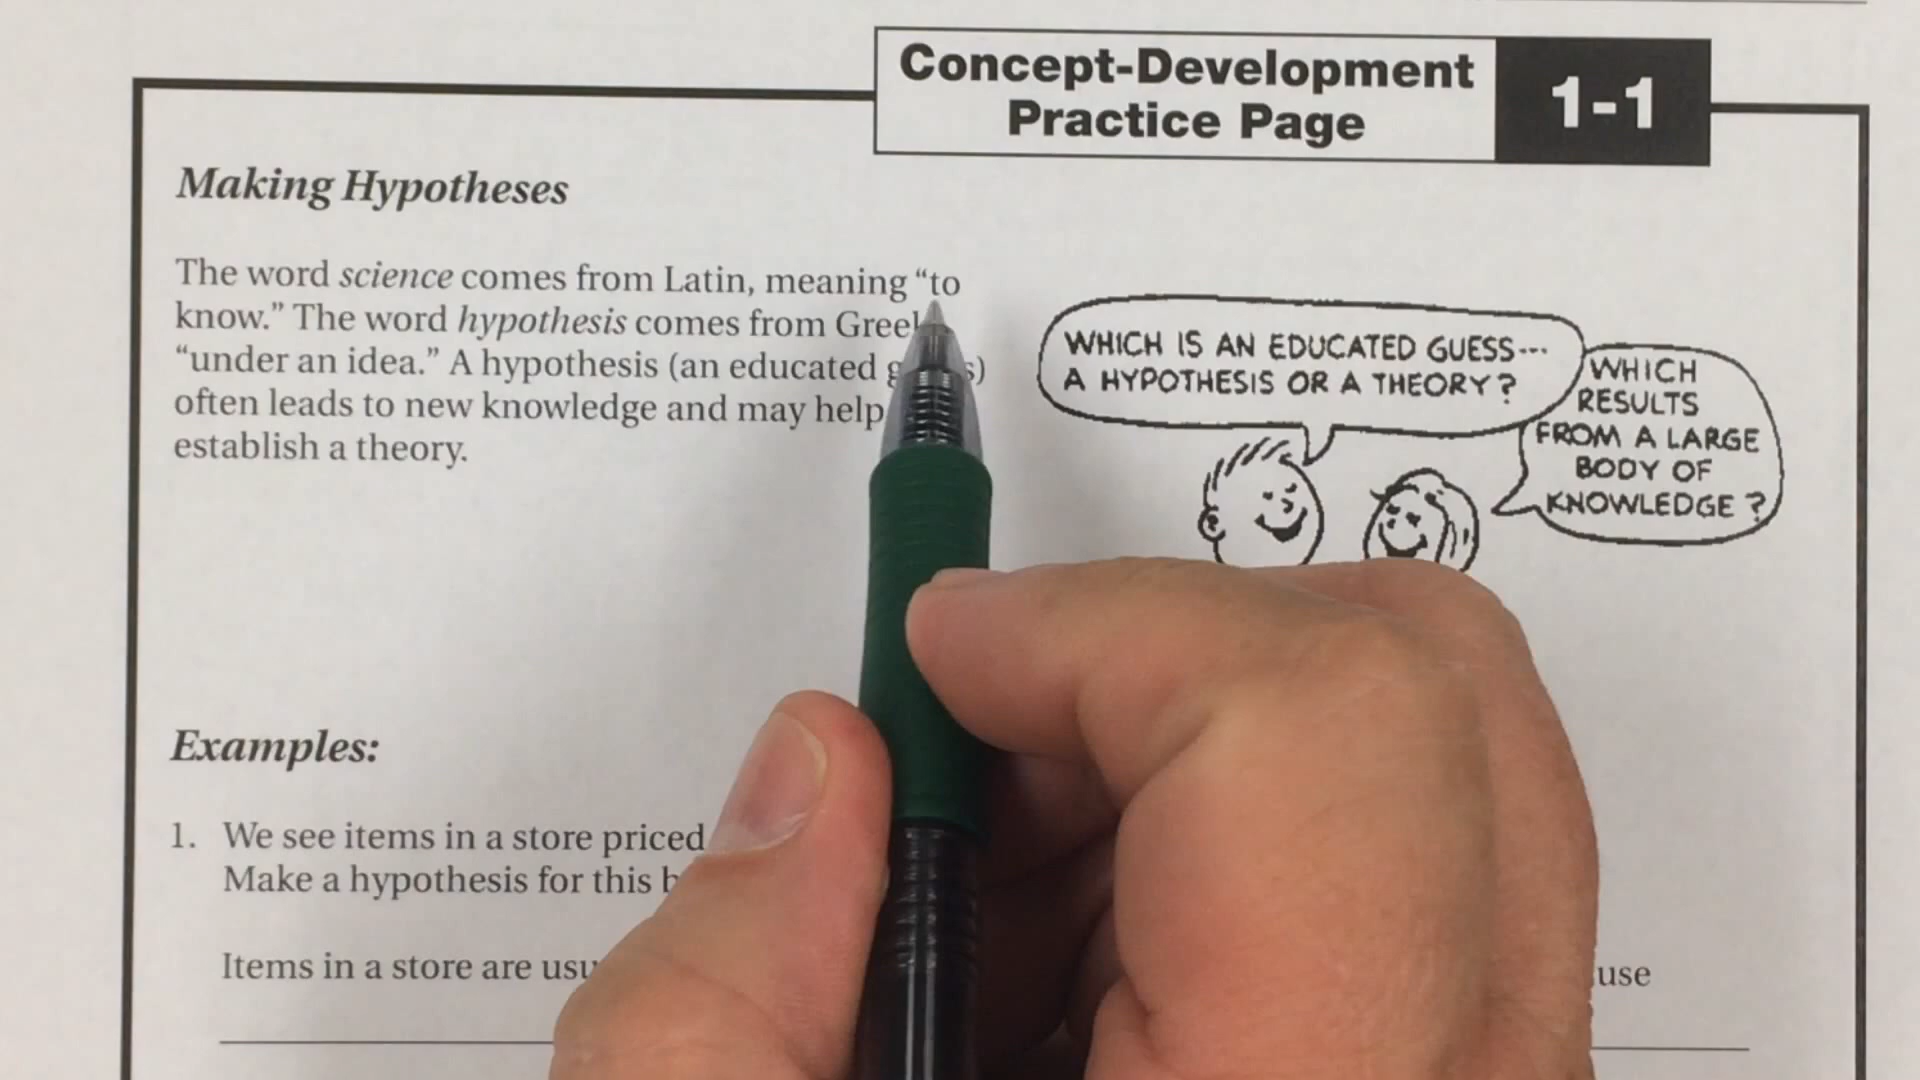 Concept-Development
Practice Page
1-1
Making Hypotheses
The word science comes from Latin, meaning “to
know.” The word hypothesis comes from
“under an idea.” A hypothesis (an educated
often leads to new knowledge and may help
establish a theory.
WHICH IS AN EDUCATED GUESS---
A HYPOTHESIS OR A THEORY?
WHICH
RESULTS
FROM A LARGE
BODY OF
KNOWLEDGE?
Examples:
1. We see items in a store priced
Make a hypothesis for this
Items in a store are
use